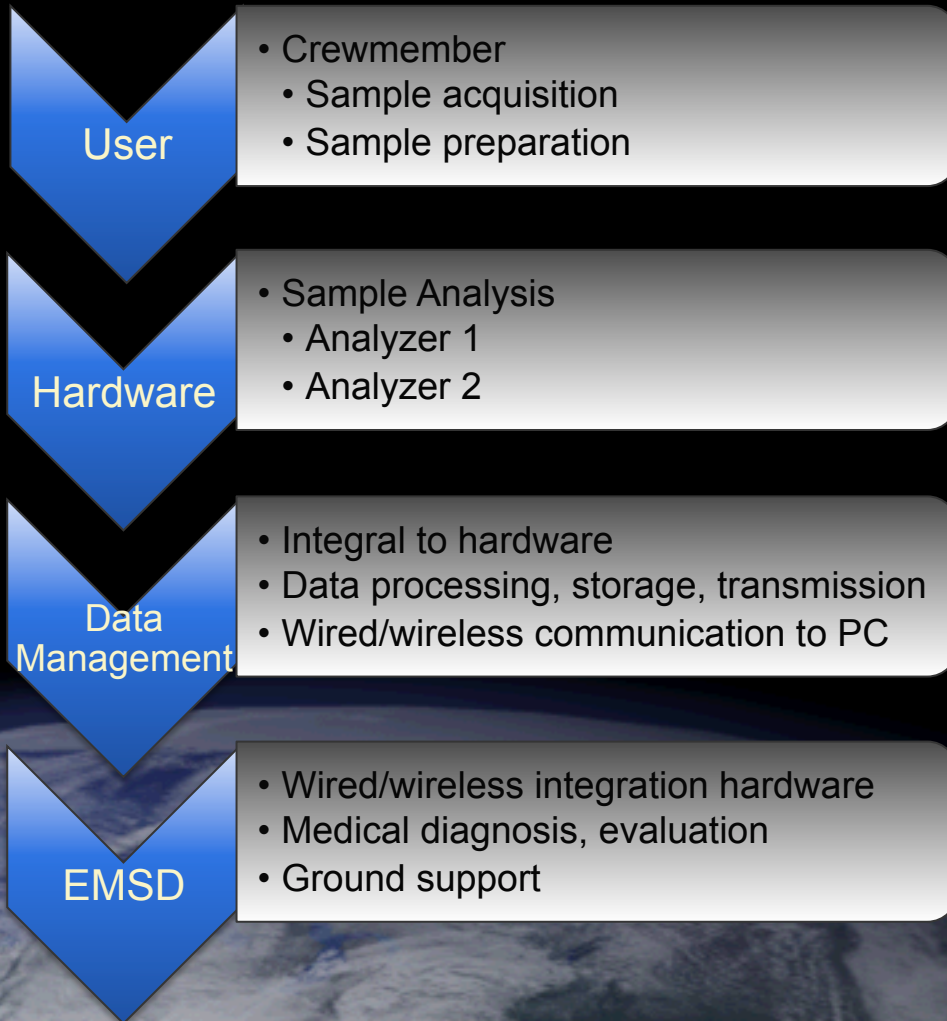 User
• Crewmember
• Sample acquisition
• Sample preparation
Hardware
• Sample Analysis
• Analyzer 1
• Analyzer 2
Data
Management
• Integral to hardware
• Data processing, storage, transmission
• Wired/wireless communication to PC
EMSD
• Wired/wireless integration hardware
• Medical diagnosis, evaluation
• Ground support